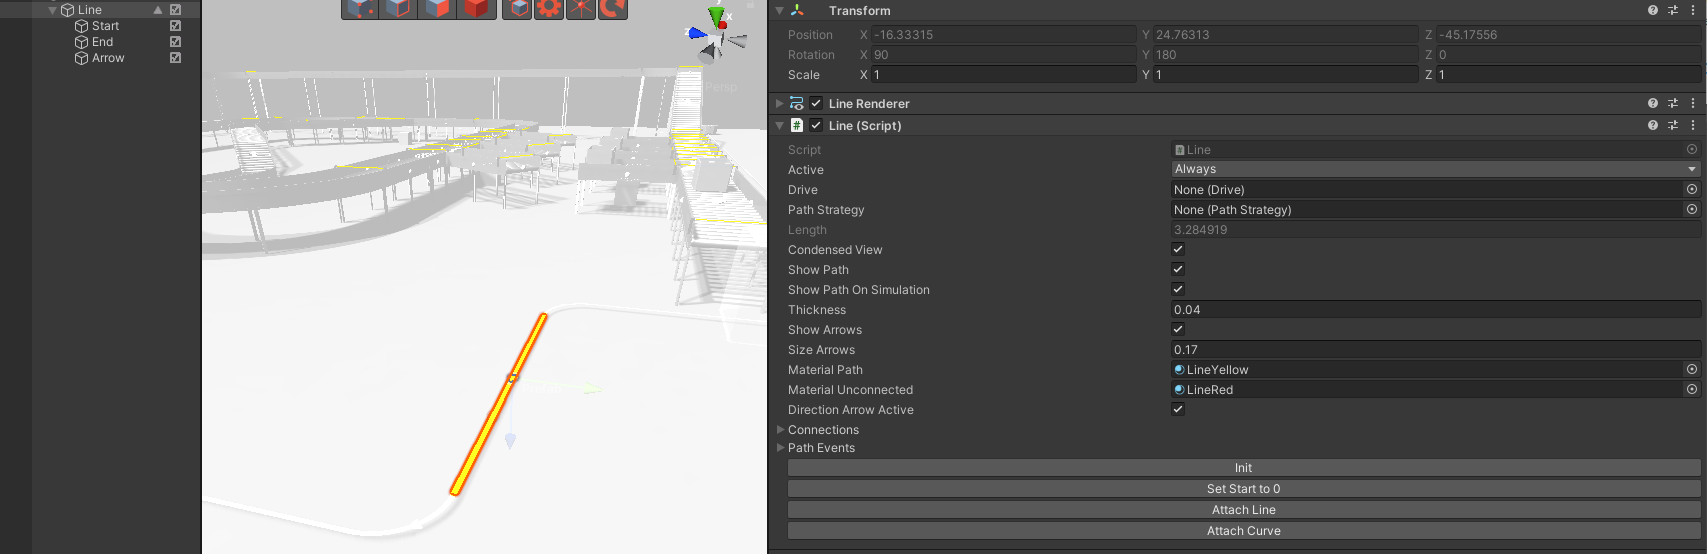 Line
Start
End
Arrow
y
x
z
Persp
Transform
Position X -16.33315 Y 24.76313 Z -45.17556
Rotation X 90 Y 180 Z 0
Scale X 1 Y 1 Z 1
Line Renderer
# Line (Script)
Script # Line
Active Always
Drive None (Drive)
Path Strategy None (Path Strategy)
Length 3.284919
Condensed View
Show Path
Show Path On Simulation
Thickness 0.04
Show Arrows
Size Arrows 0.17
Material Path LineYellow
Material Unconnected LineRed
Direction Arrow Active
Connections
Path Events
Init
Set Start to 0
Attach Line
Attach Curve